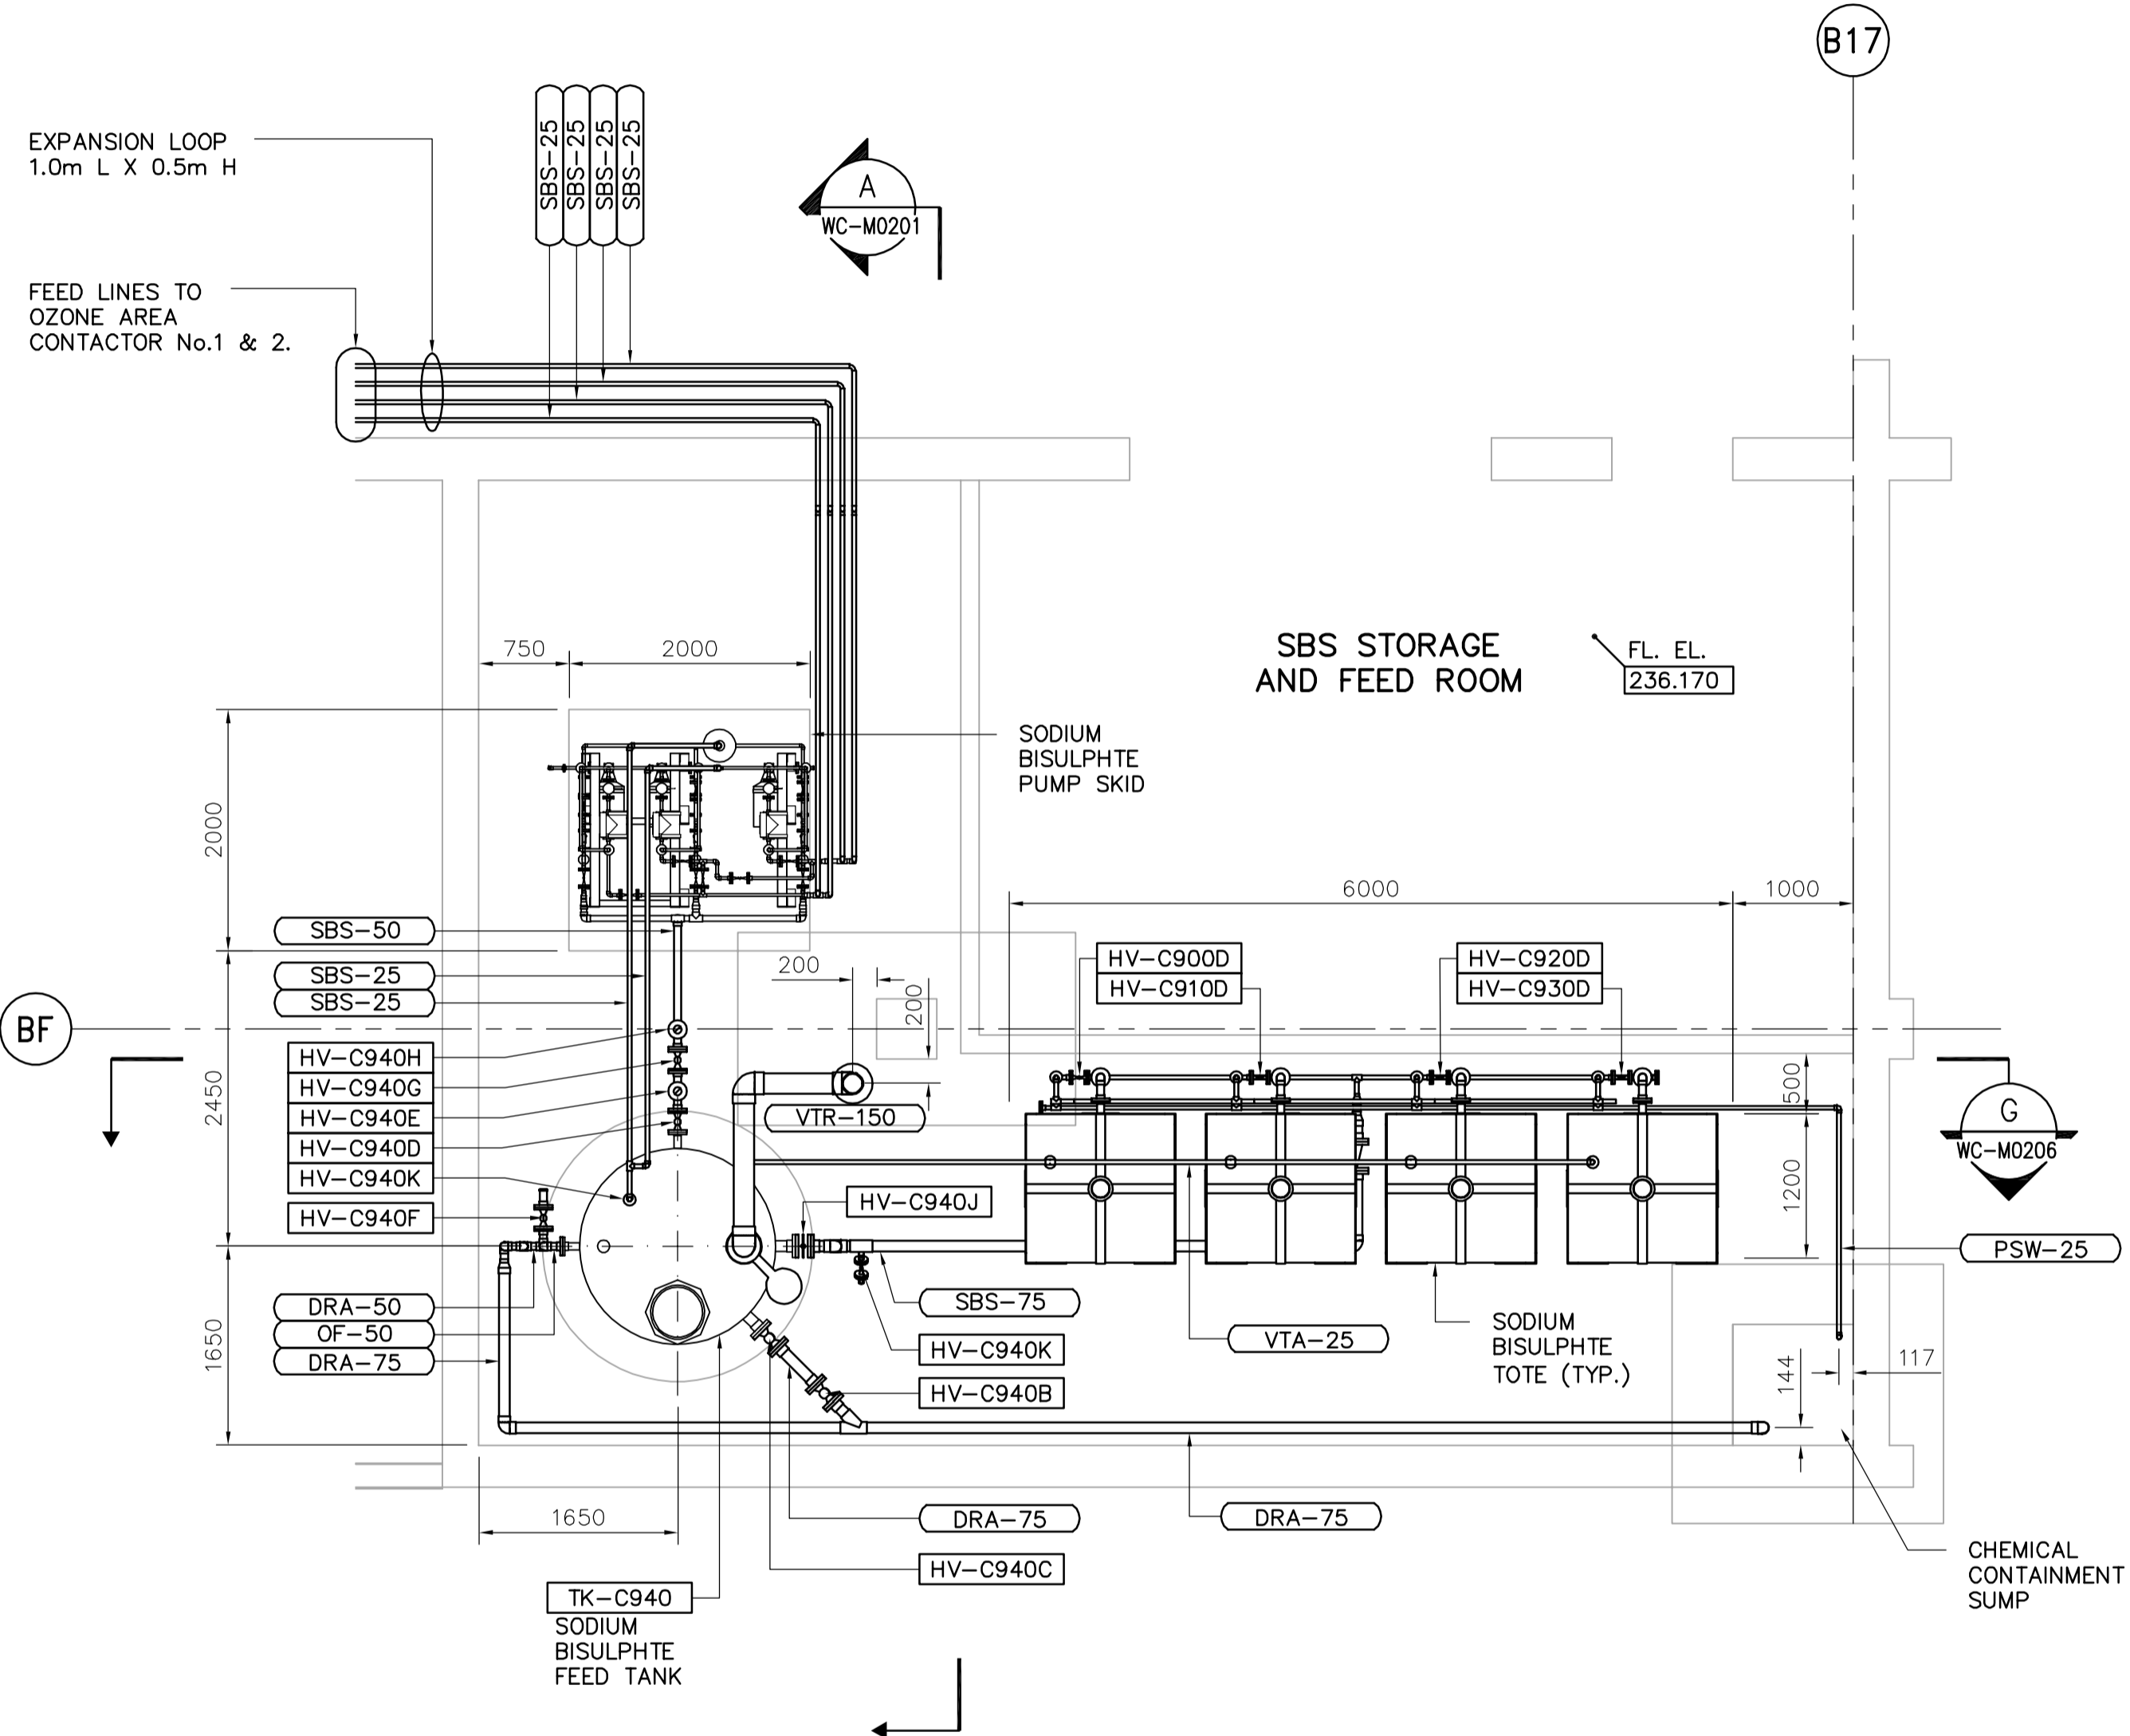 B17
SBS-25
SBS-25
SBS-25
SBS-25
EXPANSION LOOP
1.0m L X 0.5m H
A
WC-M0201
FEED LINES TO
OZONE AREA
CONTACTOR No.1 & 2.
SBS STORAGE
AND FEED ROOM
FL. EL.
236.170
750
2000
SODIUM
BISULPHTE
PUMP SKID
2000
6000
1000
SBS-50
SBS-25
SBS-25
200
200
HV-C900D
HV-C910D
HV-C920D
HV-C930D
BF
HV-C940H
HV-C940G
HV-C940E
HV-C940D
HV-C940K
HV-C940F
2450
VTR-150
500
G
WC-M0206
1200
HV-C940J
PSW-25
DRA-50
OF-50
DRA-75
1650
SBS-75
HV-C940K
HV-C940B
VTA-25
SODIUM
BISULPHTE
TOTE (TYP.)
144
117
1650
DRA-75
DRA-75
HV-C940C
TK-C940
SODIUM
BISULPHTE
FEED TANK
CHEMICAL
CONTAINMENT
SUMP